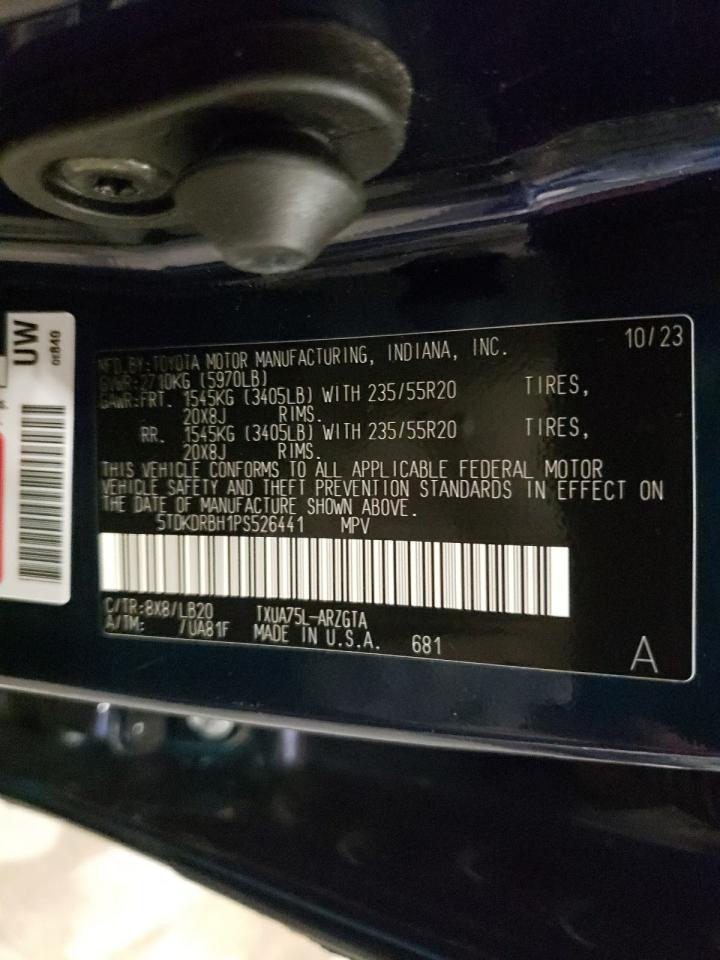 UW
0E840
10/23
MFD.BY:TOYOTA MOTOR MANUFACTURING, INDIANA, INC.
GVWR:2710KG (5970LB)
GAWR:FRT. 1545KG (3405LB) WITH 235/55R20 TIRES,
20X8J RIMS.
RR. 1545KG (3405LB) WITH 235/55R20 TIRES,
20X8J RIMS.
THIS VEHICLE CONFORMS TO ALL APPLICABLE FEDERAL MOTOR
VEHICLE SAFETY AND THEFT PREVENTION STANDARDS IN EFFECT ON
THE DATE OF MANUFACTURE SHOWN ABOVE.
5TDKDRBH1PS526441 MPV
C/TR:8X8/LB20 TXUA75L-ARZGTA
A/TM: /UA81F MADE IN U.S.A. 681
A